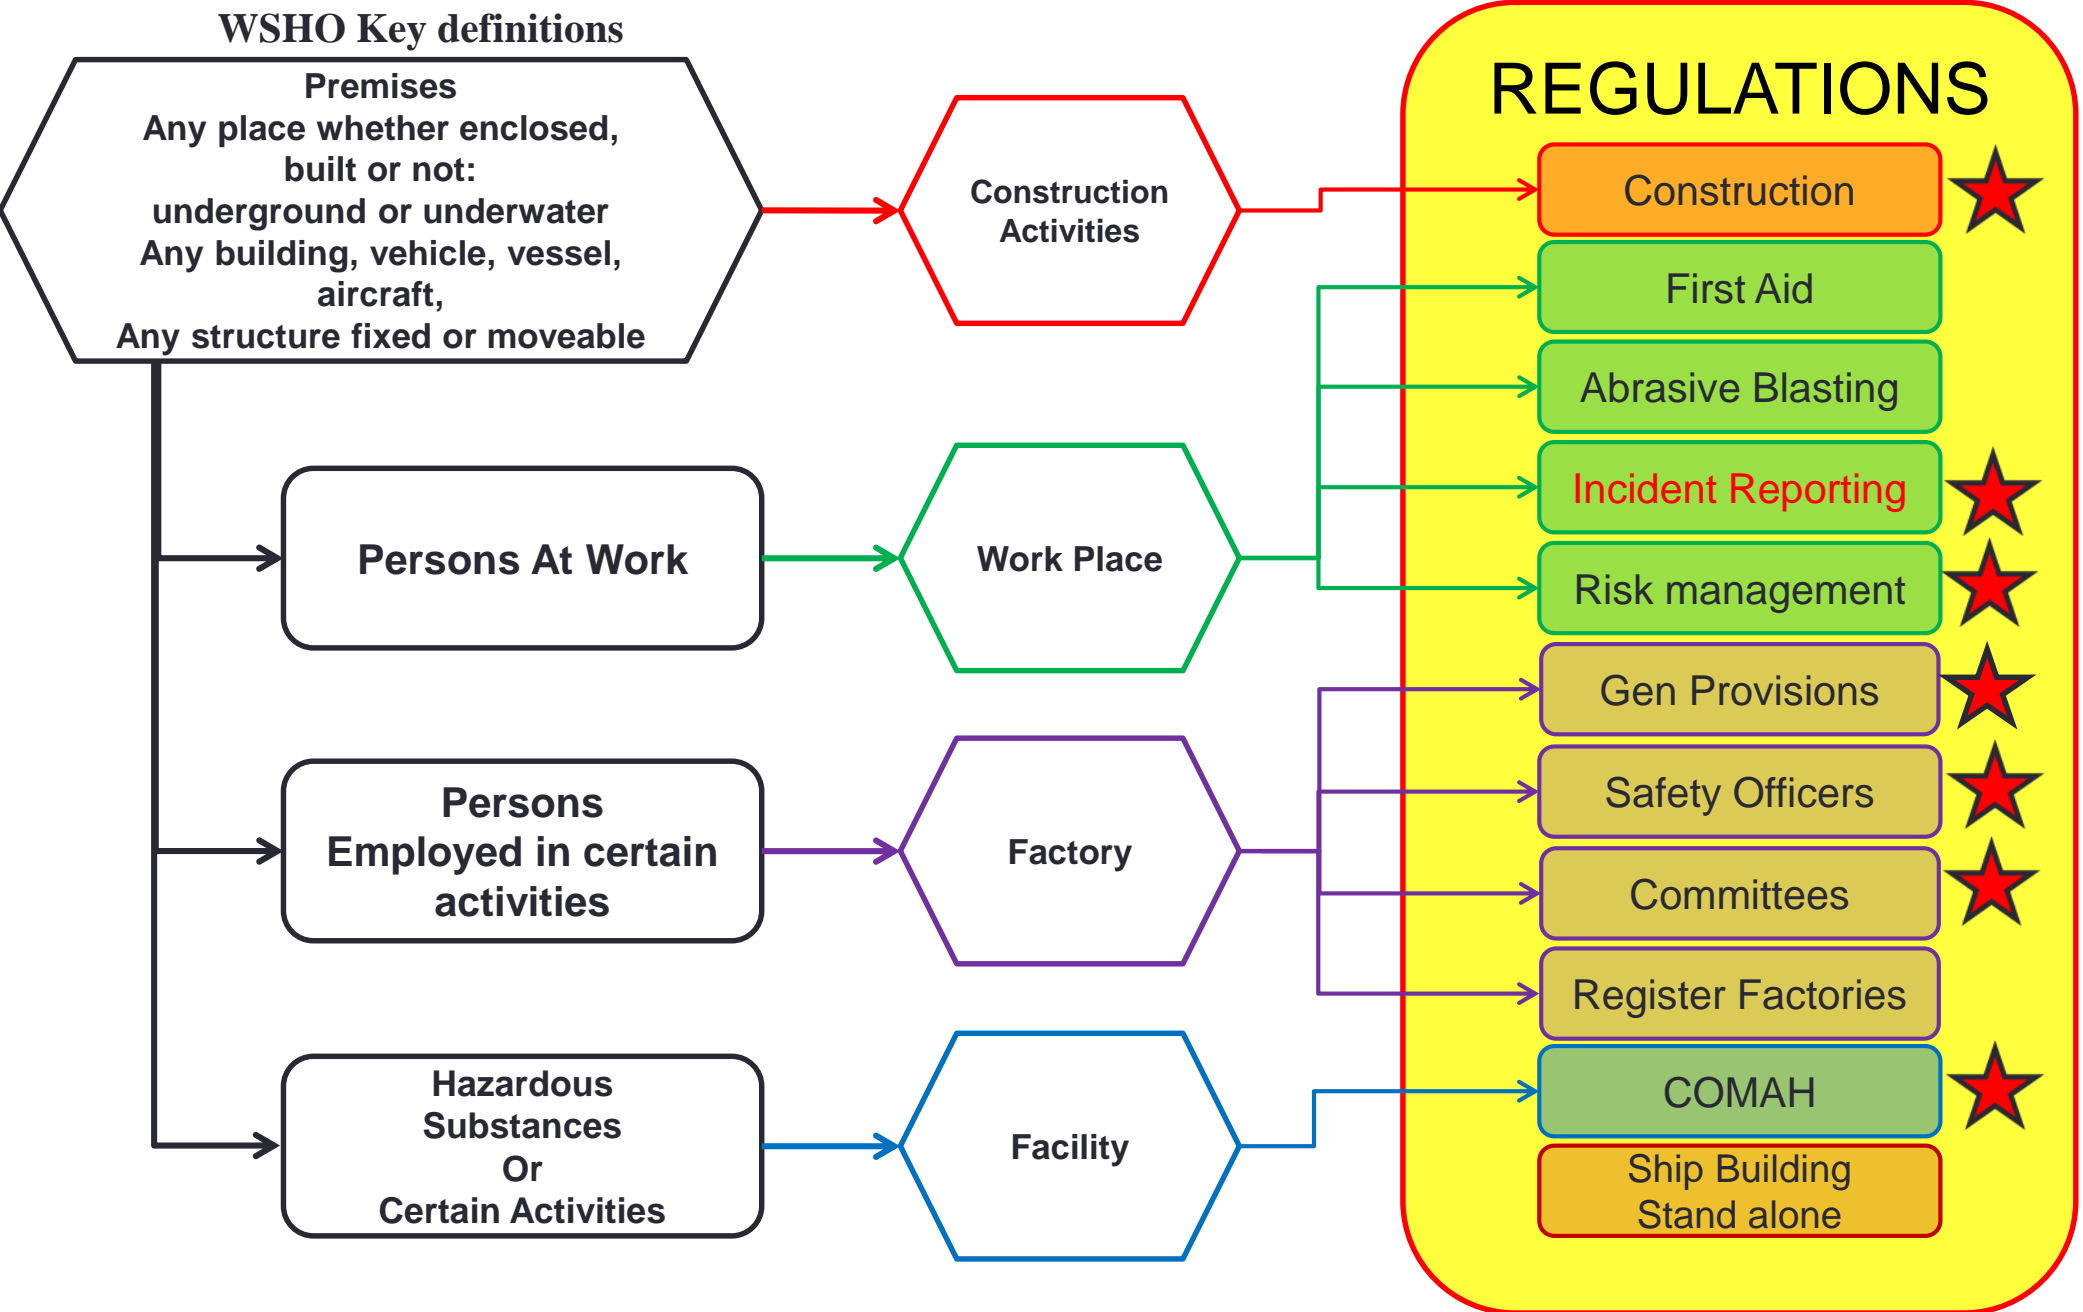 WSHO Key definitions
Premises
Any place whether enclosed,
built or not:
underground or underwater
Any building, vehicle, vessel,
aircraft,
Any structure fixed or moveable
Construction
Activities
Persons At Work
Work Place
Persons
Employed in certain
activities
Factory
Hazardous
Substances
Or
Certain Activities
Facility
REGULATIONS
Construction
First Aid
Abrasive Blasting
Incident Reporting
Risk management
Gen Provisions
Safety Officers
Committees
Register Factories
COMAH
Ship Building
Stand alone